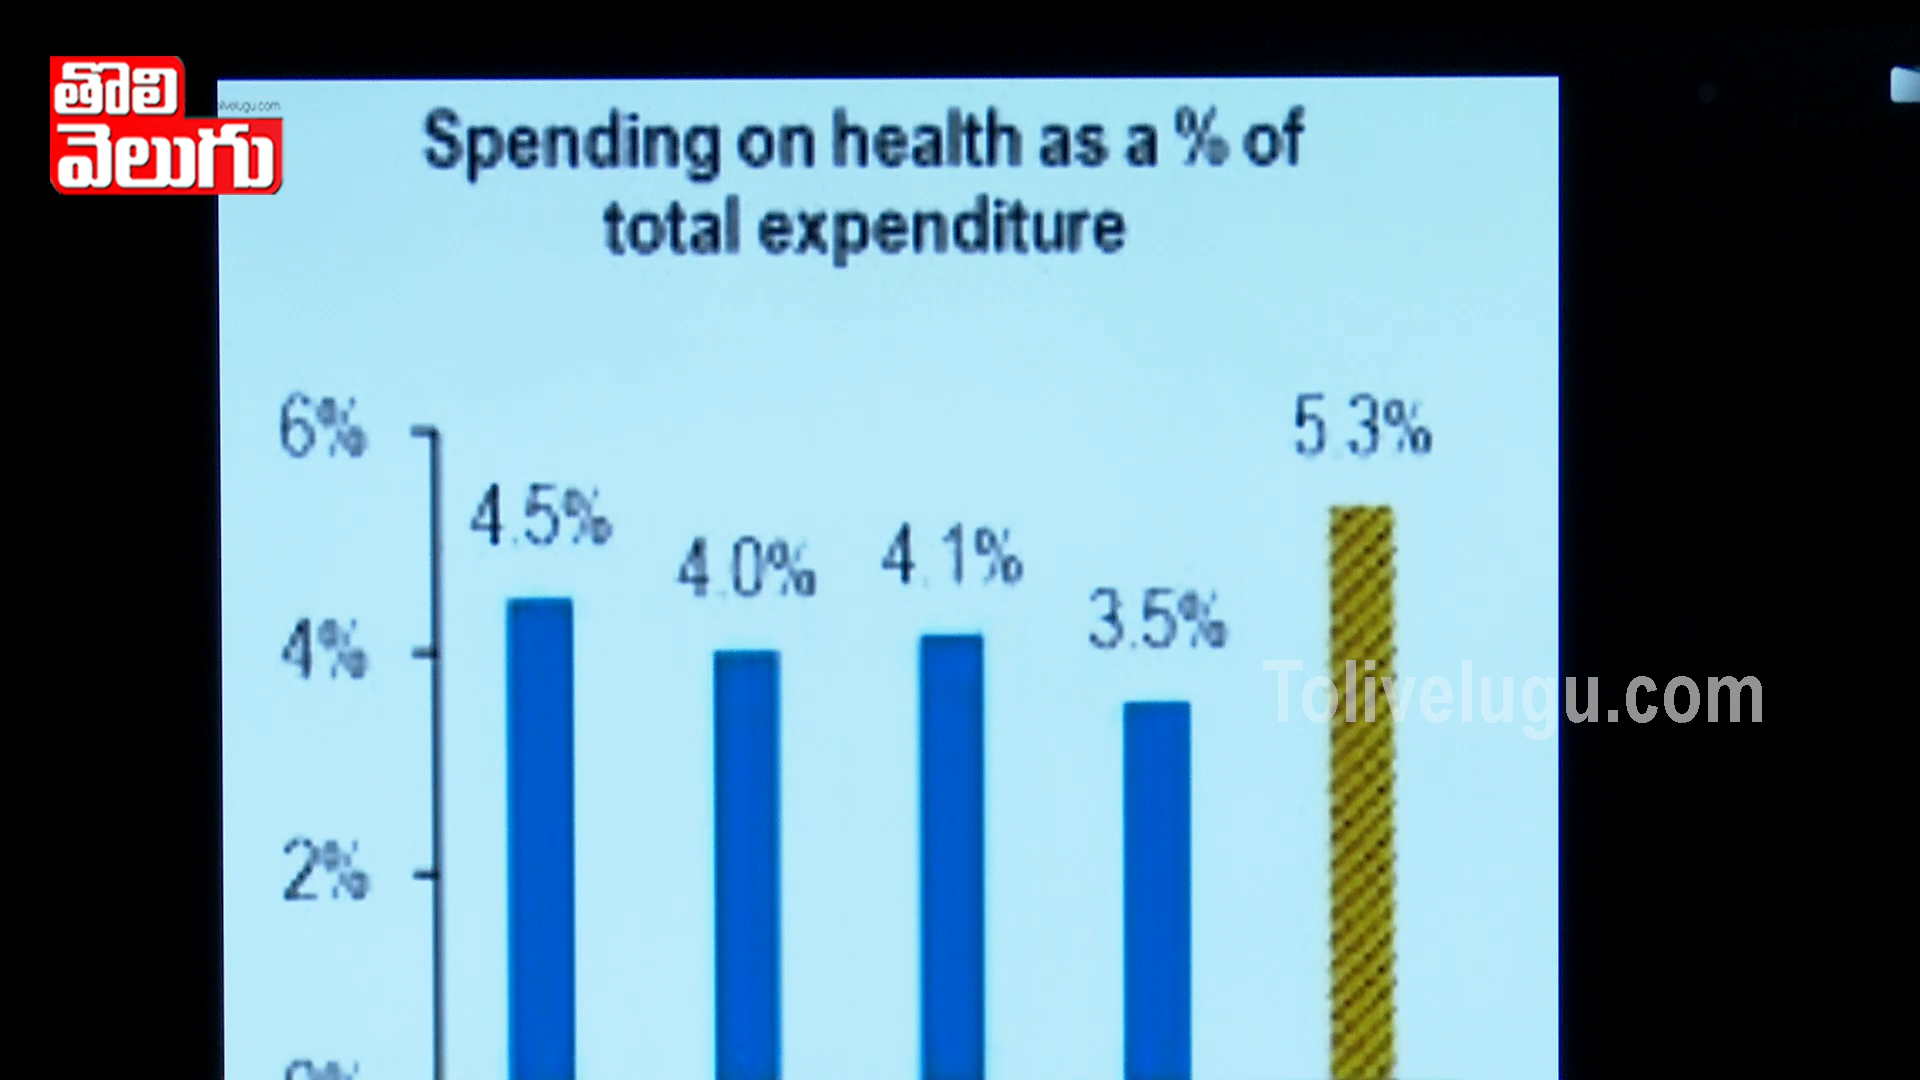 తొలి
వెలుగు
Spending on health as a % of
total expenditure
6%
5.3%
4.5%
4.1%
4.0%
3.5%
4%
Tolivelugu.com
2%